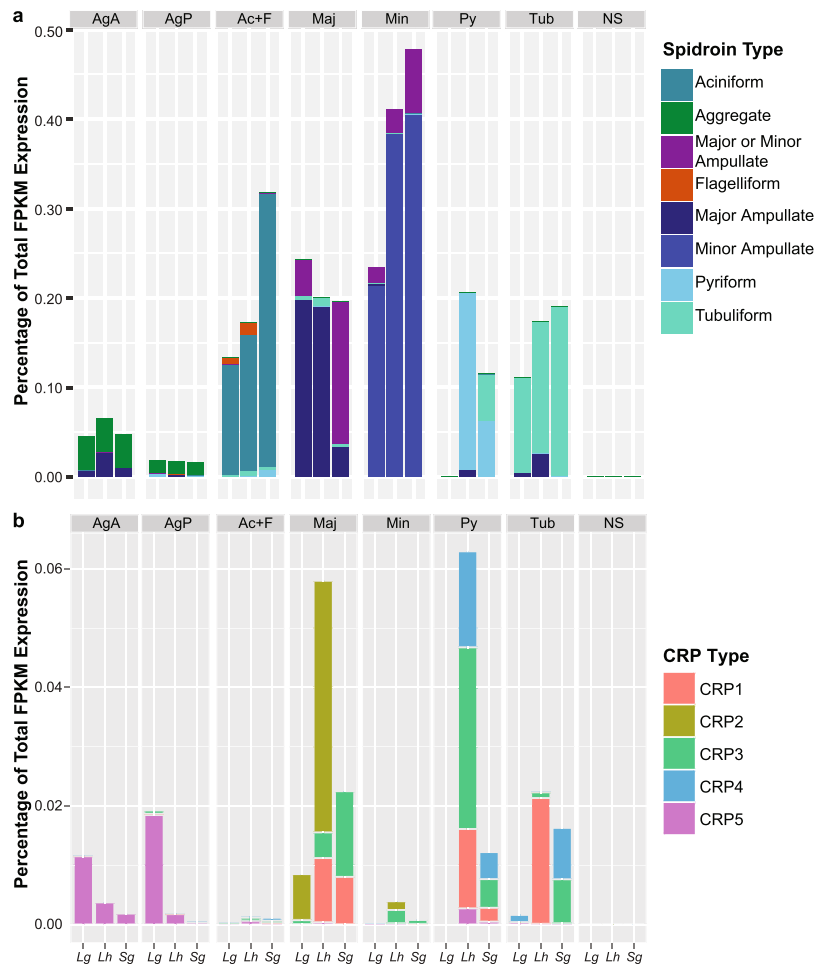 a
AgA AgP Ac+F Maj Min Py Tub NS
Percentage of Total FPKM Expression
0.50
0.40
0.30
0.20
0.10
0.00
Spidroin Type
Aciniform
Aggregate
Major or Minor
Ampullate
Flagelliform
Major Ampullate
Minor Ampullate
Pyriform
Tubuliform
b
AgA AgP Ac+F Maj Min Py Tub NS
Percentage of Total FPKM Expression
0.06
0.04
0.02
0.00
Lg Lh Sg Lg Lh Sg Lg Lh Sg Lg Lh Sg Lg Lh Sg Lg Lh Sg Lg Lh Sg Lg Lh Sg
CRP Type
CRP1
CRP2
CRP3
CRP4
CRP5